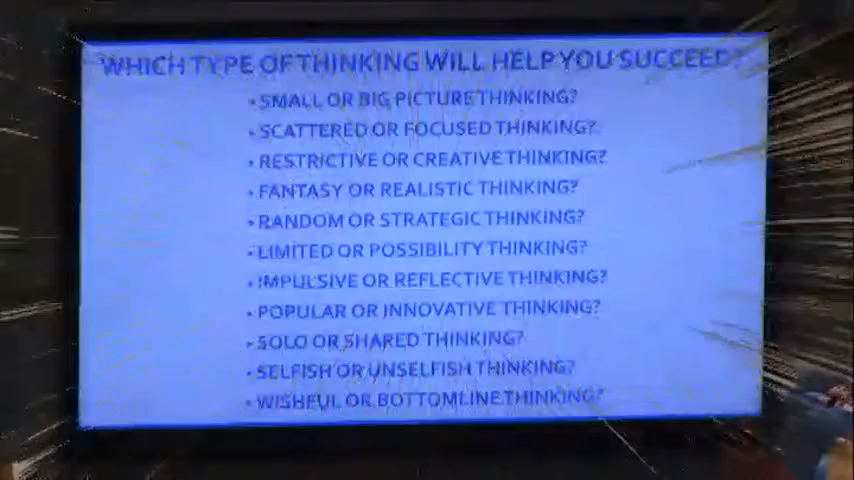 WHICH TYPE OF THINKING WILL HELP YOU SUCCEED?
• SMALL OR BIG PICTURE THINKING?
• SCATTERED OR FOCUSED THINKING?
• RESTRICTIVE OR CREATIVE THINKING?
• FANTASY OR REALISTIC THINKING?
• RANDOM OR STRATEGIC THINKING?
• LIMITED OR POSSIBILITY THINKING?
• IMPULSIVE OR REFLECTIVE THINKING?
• POPULAR OR INNOVATIVE THINKING?
• SOLO OR SHARED THINKING?
• SELFISH OR UNSELFISH THINKING?
• WISHFUL OR BOTTOMLINE THINKING?